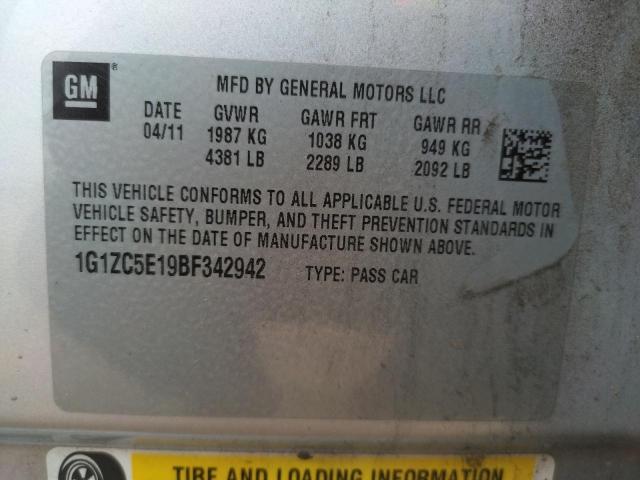 GM ®
MFD BY GENERAL MOTORS LLC
DATE GVWR GAWR FRT GAWR RR
04/11 1987 KG 1038 KG 949 KG
4381 LB 2289 LB 2092 LB
THIS VEHICLE CONFORMS TO ALL APPLICABLE U.S. FEDERAL MOTOR
VEHICLE SAFETY, BUMPER, AND THEFT PREVENTION STANDARDS IN
EFFECT ON THE DATE OF MANUFACTURE SHOWN ABOVE.
1G1ZC5E19BF342942 TYPE: PASS CAR
TIRE AND LOADING INFORMATION